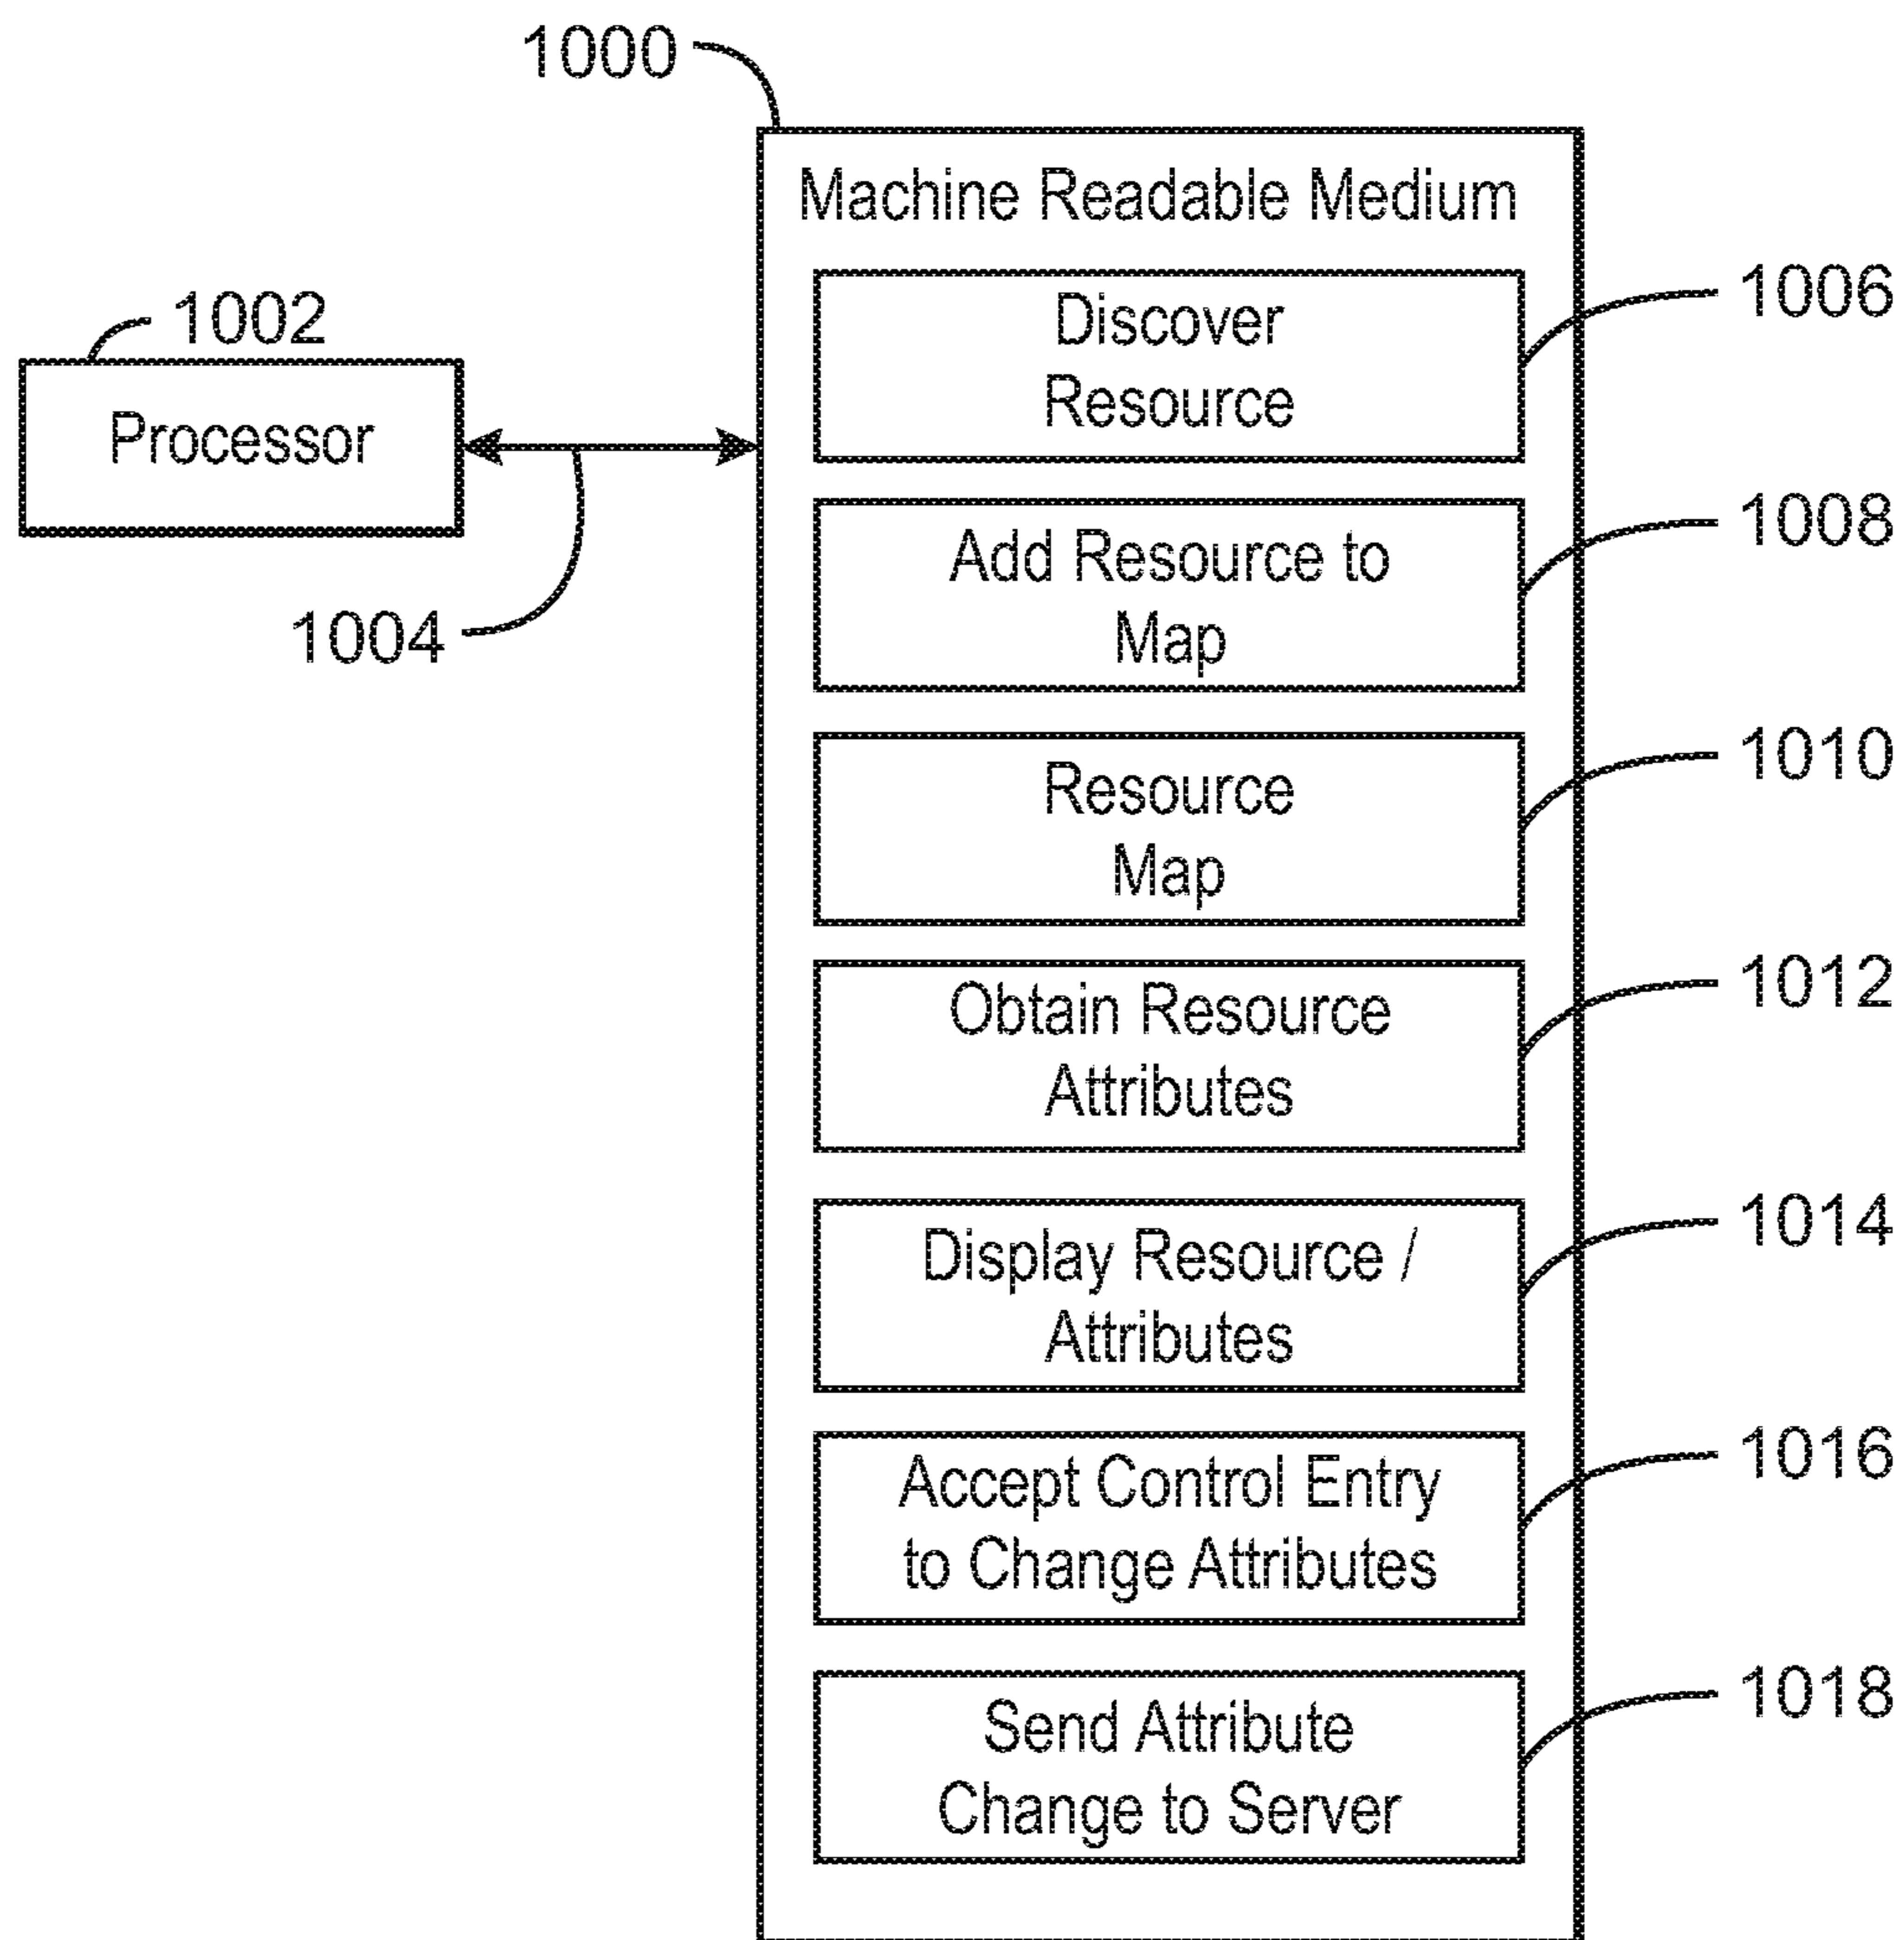 1000
Machine Readable Medium
1006
Discover
Resource
1002
Processor
1004
1008
Add Resource to
Map
1010
Resource
Map
1012
Obtain Resource
Attributes
1014
Display Resource /
Attributes
1016
Accept Control Entry
to Change Attributes
1018
Send Attribute
Change to Server